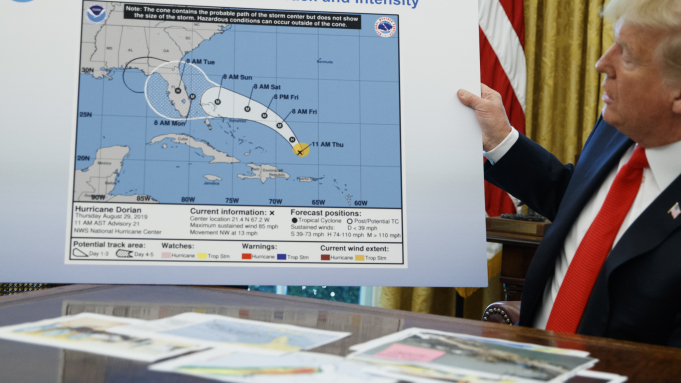 and Intensity
Note: The cone contains the probable path of the storm center but does not show
the size of the storm. Hazardous conditions can occur outside of the cone.
8 AM Tue
30N
8 AM Sun
8 AM Sat
8 PM Fri
8 AM Fri
25N
8 AM Mon
11 AM Thu
20N
90W 85W 80W 75W 70W 65W 60W
Hurricane Dorian
Thursday August 29, 2019
11 AM AST Advisory 21
NWS National Hurricane Center
Current information: x
Center location 21.4 N 67.2 W
Maximum sustained wind 85 mph
Movement NW at 13 mph
Forecast positions:
Tropical Cyclone Post/Potential TC
Sustained winds: D < 39 mph
S 39-73 mph H 74-110 mph M > 110 mph
Potential track area:
Day 1-3 Day 4-5
Watches:
Hurricane Trop Stm
Warnings:
Hurricane Trop Stm
Current wind extent:
Hurricane Trop Stm